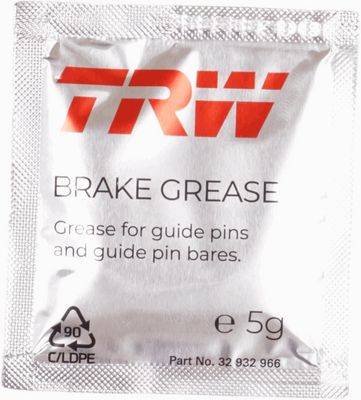 TRW
BRAKE GREASE
Grease for guide pins
and guide pin bares.
90
C/LDPE
℮ 5g
Part No. 32 932 966